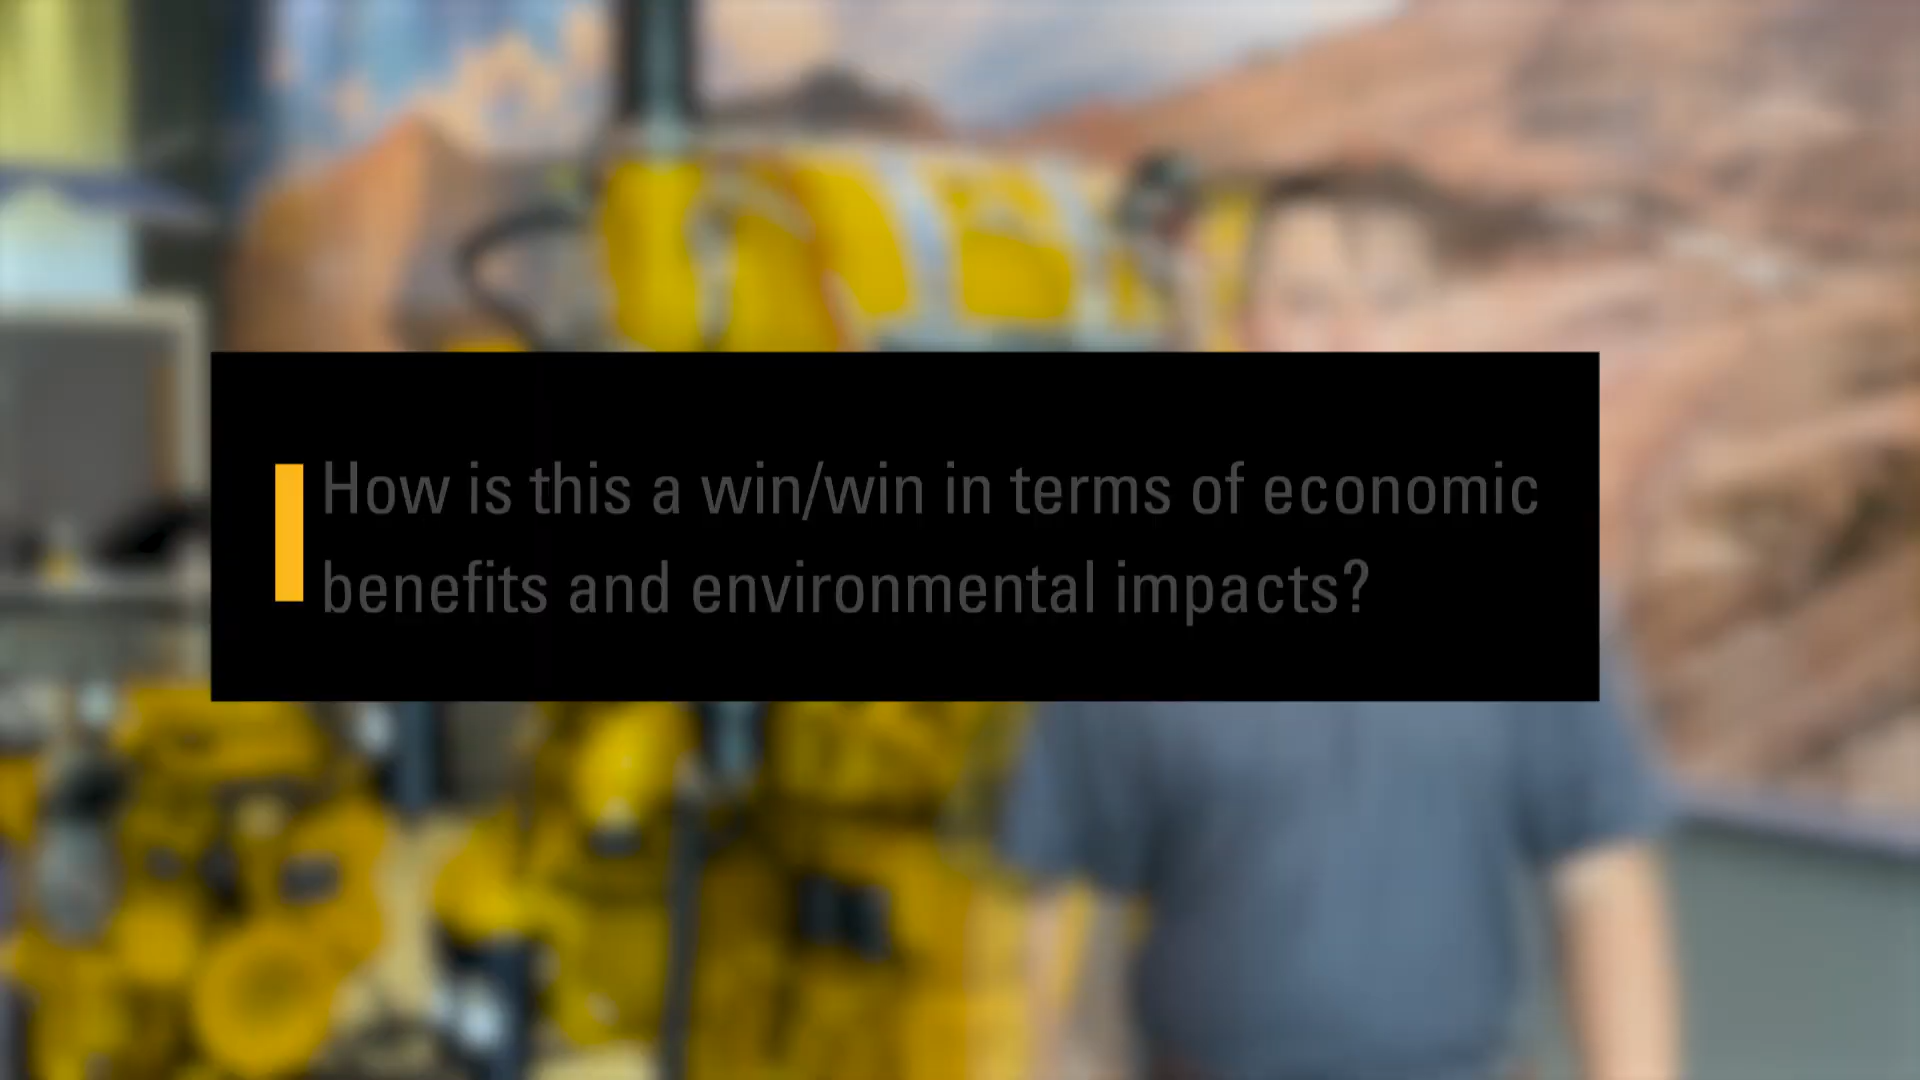 How is this a win/win in terms of economic
benefits and environmental impacts?